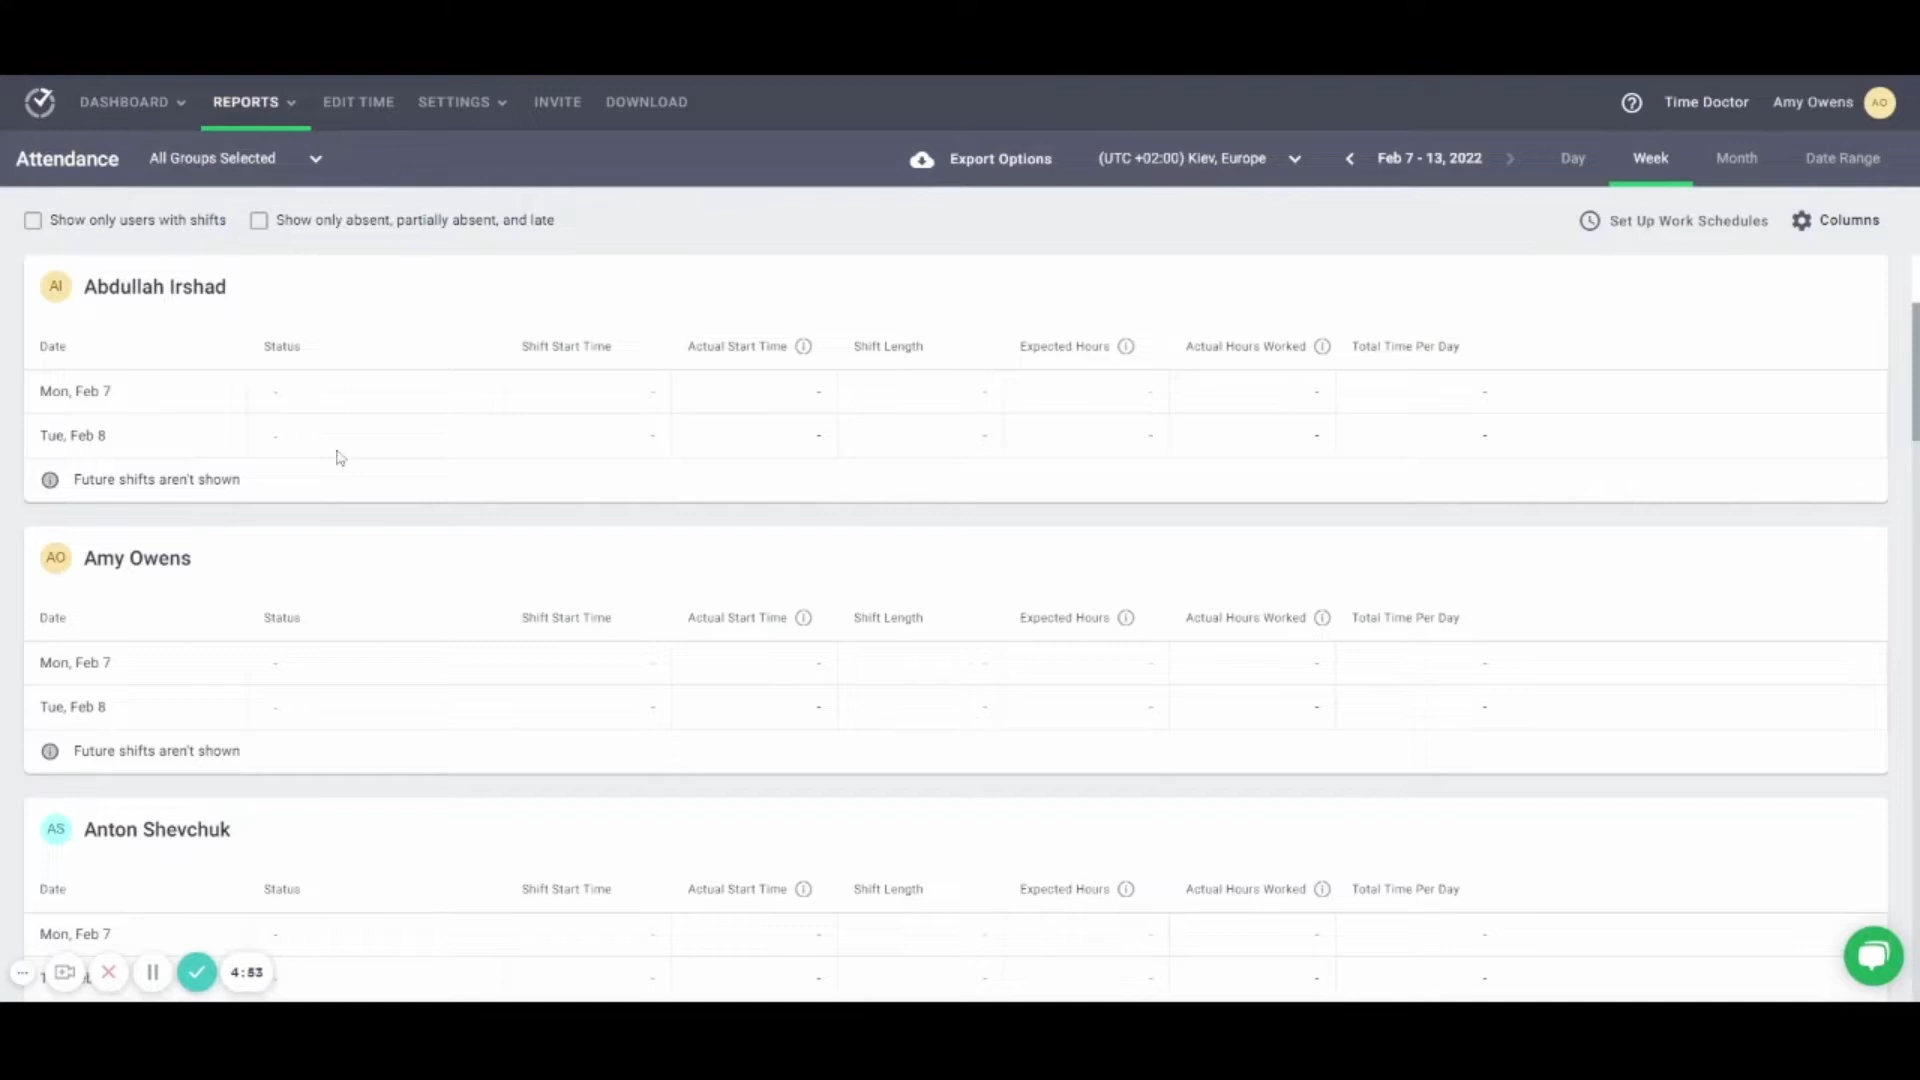 DASHBOARD REPORTS EDIT TIME SETTINGS INVITE DOWNLOAD ? Time Doctor Amy Owens AO
Attendance All Groups Selected Export Options (UTC +02:00) Kiev, Europe Feb 7 - 13, 2022 Day Week Month Date Range
Show only users with shifts Show only absent, partially absent, and late Set Up Work Schedules Columns
AI Abdullah Irshad
Date Status Shift Start Time Actual Start Time Shift Length Expected Hours Actual Hours Worked Total Time Per Day
Mon, Feb 7 - - - - - - -
Tue, Feb 8 - - - - - - -
Future shifts aren't shown
AO Amy Owens
Date Status Shift Start Time Actual Start Time Shift Length Expected Hours Actual Hours Worked Total Time Per Day
Mon, Feb 7 - - - - - - -
Tue, Feb 8 - - - - - - -
Future shifts aren't shown
AS Anton Shevchuk
Date Status Shift Start Time Actual Start Time Shift Length Expected Hours Actual Hours Worked Total Time Per Day
Mon, Feb 7 - - - - - - -
- - - - - -
4:53